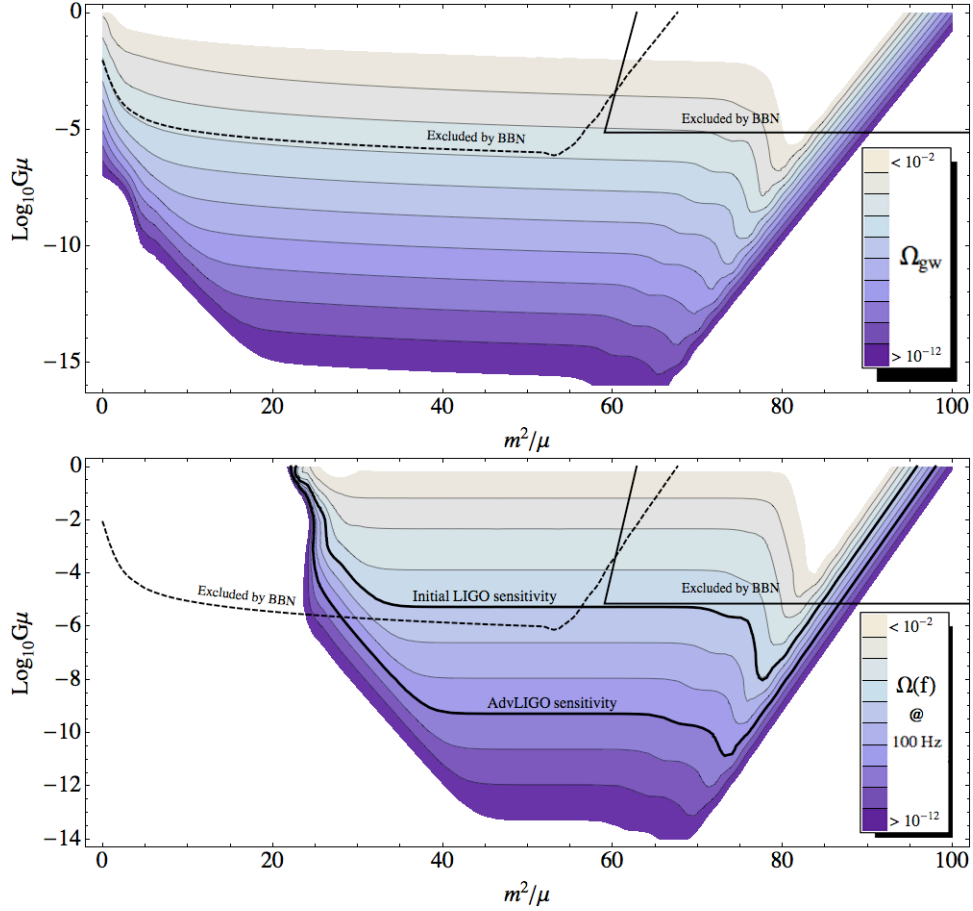 0
−5
−10
−15
Log₁₀Gμ
Excluded by BBN
Excluded by BBN
< 10⁻²
Ω_gw
> 10⁻¹²
0 20 40 60 80 100
m²/μ
0
−2
−4
−6
−8
−10
−12
−14
Log₁₀Gμ
Excluded by BBN
Initial LIGO sensitivity
Excluded by BBN
AdvLIGO sensitivity
< 10⁻²
Ω(f)
@
100 Hz
> 10⁻¹²
0 20 40 60 80 100
m²/μ